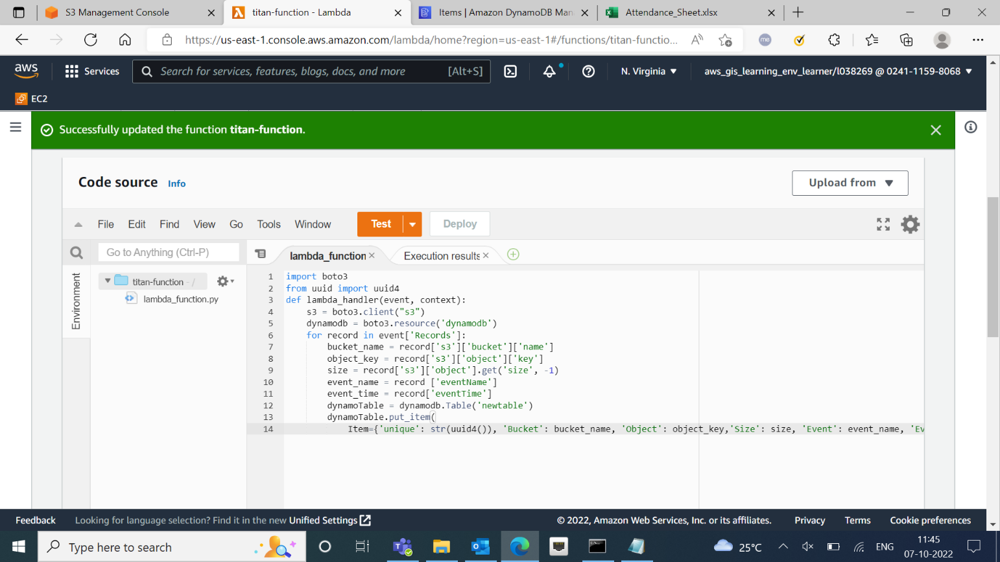 S3 Management Console
titan-function - Lambda
Items | Amazon DynamoDB Man
Attendance_Sheet.xlsx
https://us-east-1.console.aws.amazon.com/lambda/home?region=us-east-1#/functions/titan-functio...
me
aws
Services
Search for services, features, blogs, docs, and more
[Alt+S]
N. Virginia
aws_gis_learning_env_learner/l038269 @ 0241-1159-8068
EC2
Successfully updated the function titan-function.
Code source Info
Upload from
File Edit Find View Go Tools Window
Test
Deploy
Go to Anything (Ctrl-P)
lambda_function
Execution results
Environment
titan-function - /
lambda_function.py
1 import boto3
2 from uuid import uuid4
3 def lambda_handler(event, context):
4 s3 = boto3.client("s3")
5 dynamodb = boto3.resource('dynamodb')
6 for record in event['Records']:
7 bucket_name = record['s3']['bucket']['name']
8 object_key = record['s3']['object']['key']
9 size = record['s3']['object'].get('size', -1)
10 event_name = record ['eventName']
11 event_time = record['eventTime']
12 dynamoTable = dynamodb.Table('newtable')
13 dynamoTable.put_item(
14 Item={'unique': str(uuid4()), 'Bucket': bucket_name, 'Object': object_key,'Size': size, 'Event': event_name, 'Ev
Feedback
Looking for language selection? Find it in the new Unified Settings
© 2022, Amazon Web Services, Inc. or its affiliates.
Privacy
Terms
Cookie preferences
Type here to search
25°C
ENG
11:45
07-10-2022